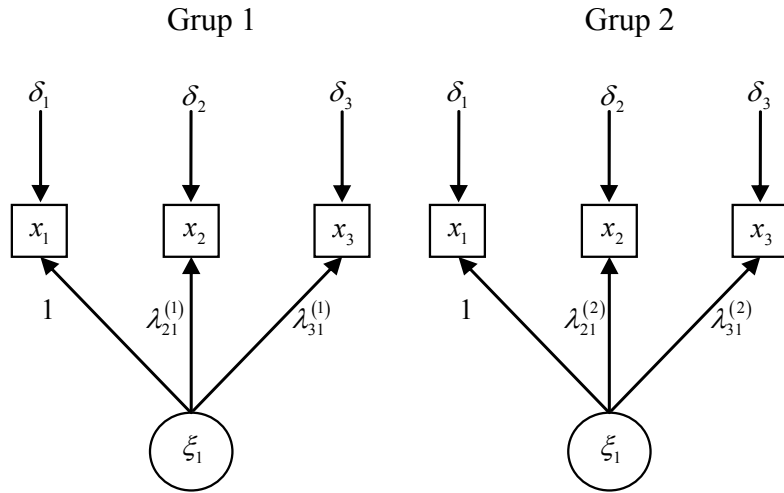 Grup 1 Grup 2
δ₁ δ₂ δ₃ δ₁ δ₂ δ₃
x₁ x₂ x₃ x₁ x₂ x₃
1 λ₂₁⁽¹⁾ λ₃₁⁽¹⁾ 1 λ₂₁⁽²⁾ λ₃₁⁽²⁾
ξ₁ ξ₁